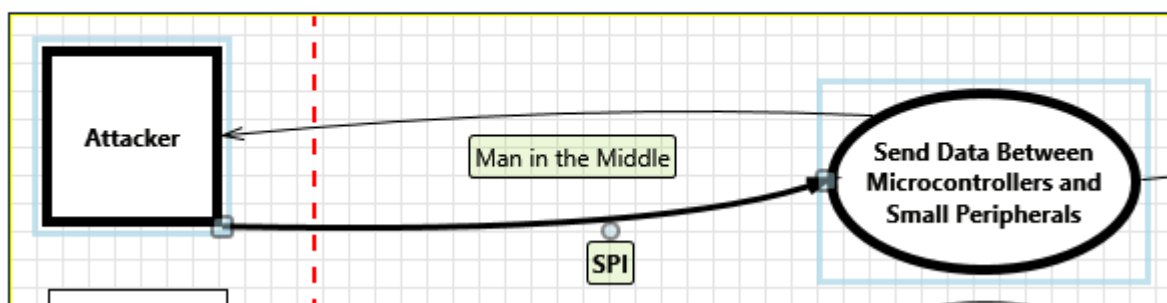 Attacker
Man in the Middle
Send Data Between
Microcontrollers and
Small Peripherals
SPI